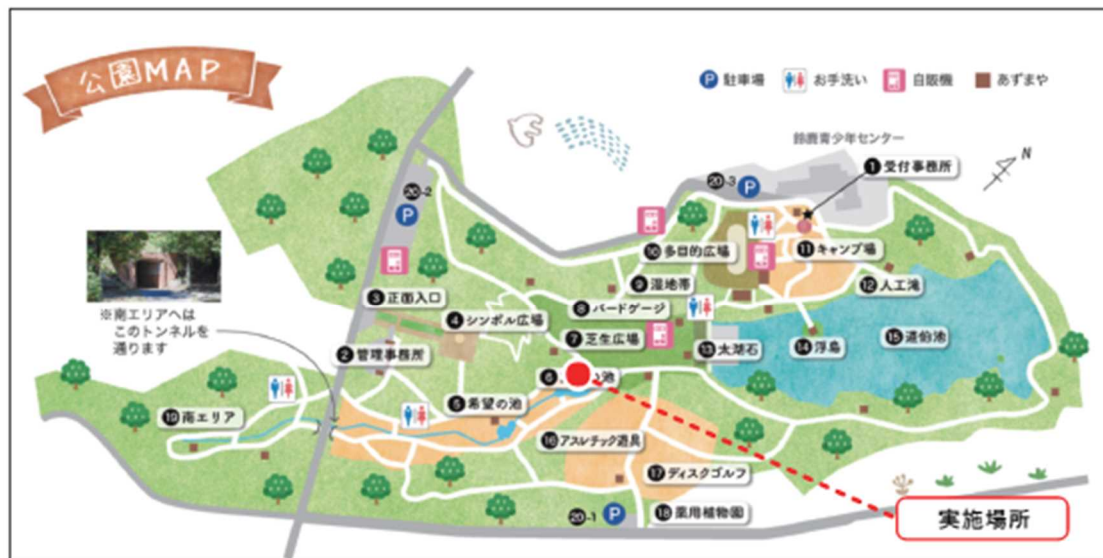 公園MAP
P 駐車場
お手洗い
自販機
あずまや
鈴鹿青少年センター
N
1 受付事務所
20-3 P
20-2
P
10 多目的広場
11 キャンプ場
9 湿地帯
12 人工滝
3 正面入口
8 バードゲージ
4 シンボル広場
※南エリアへは
このトンネルを
通ります
7 芝生広場
13 太湖石
14 浮島
15 道伯池
2 管理事務所
6 の池
5 希望の池
19 南エリア
16 アスレチック遊具
17 ディスクゴルフ
20-1 P
18 薬用植物園
実施場所